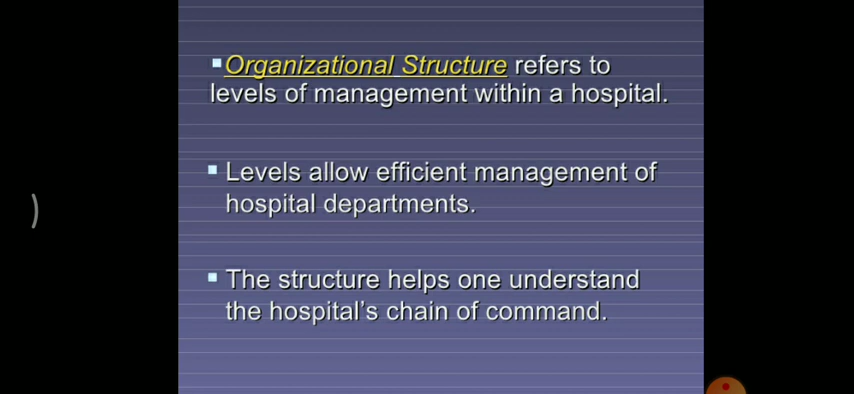 ▪Organizational Structure refers to
levels of management within a hospital.
▪ Levels allow efficient management of
hospital departments.
▪ The structure helps one understand
the hospital's chain of command.